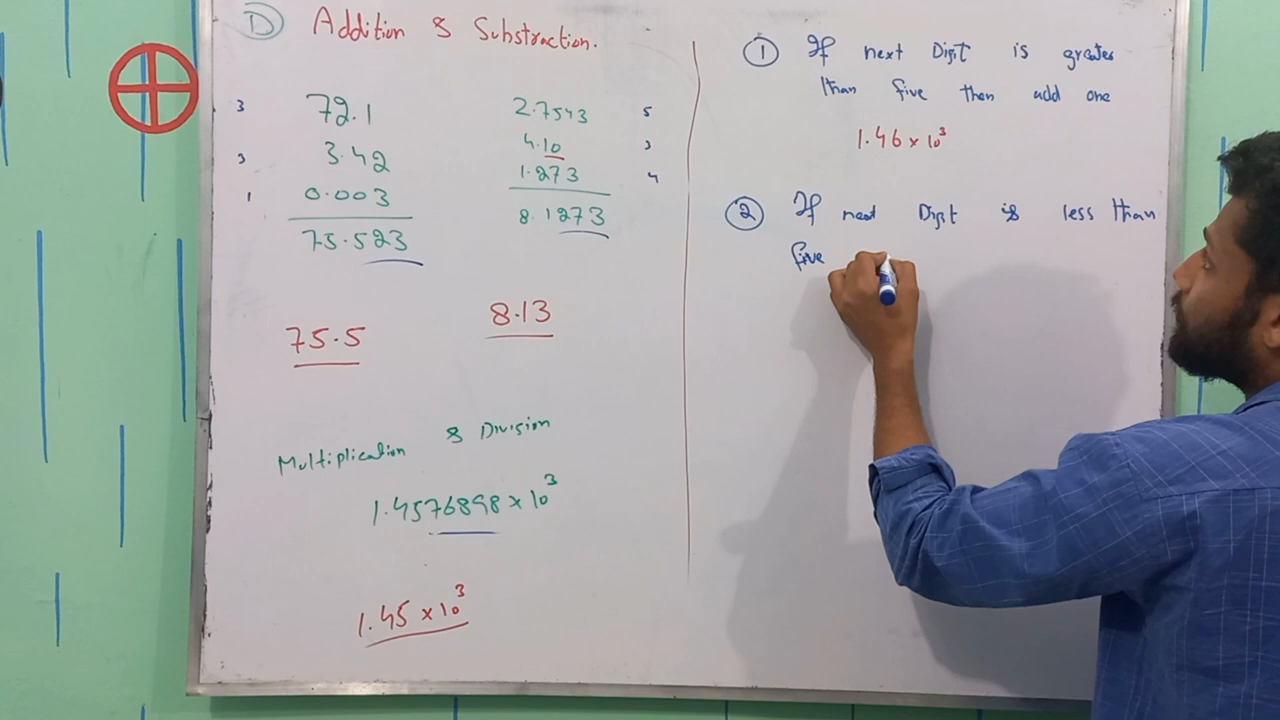 D Addition & Substraction.
3 72.1
3 3.42
1 0.003
75.523
75.5
2.7543 5
4.10 3
1.273 4
8.1273
8.13
Multiplication & Division
1.4576898 x 10³
1.45 x 10³
1 If next Digit is greater
than five then add one
1.46 x 10³
2 If next Digit is less than
five